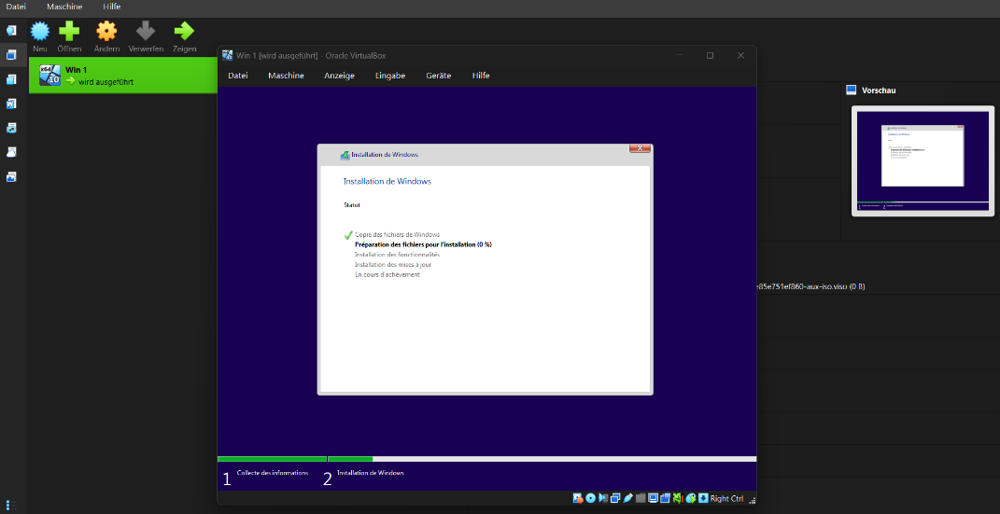 Datei Maschine Hilfe
Neu Öffnen Ändern Verwerfen Zeigen
x64
10
Win 1
wird ausgeführt
Win 1 [wird ausgeführt] - Oracle VirtualBox
Datei Maschine Anzeige Eingabe Geräte Hilfe
Installation de Windows
Installation de Windows
Statut
Copie des fichiers de Windows
Préparation des fichiers pour l'installation (0 %)
Installation des fonctionnalités
Installation des mises à jour
En cours d'achèvement
1 Collecte des informations 2 Installation de Windows
Right Ctrl
Vorschau
e85e751ef860-aux-iso.viso (0 B)